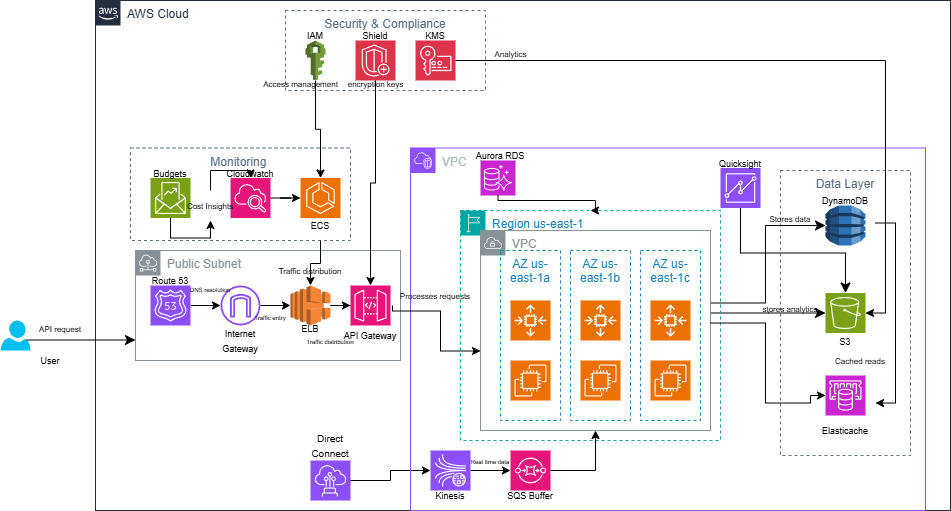 aws
AWS Cloud
Security & Compliance
IAM
Shield
KMS
Access management
encryption keys
Analytics
Monitoring
Budgets
Cloudwatch
Cost Insights
ECS
VPC
Aurora RDS
Quicksight
Data Layer
DynamoDB
Stores data
Region us-east-1
VPC
AZ us-
east-1a
AZ us-
east-1b
AZ us-
east-1c
Public Subnet
Route 53
53
DNS resolution
Traffic distribution
Internet
Gateway
Traffic entry
ELB
Traffic distribution
API Gateway
Processes requests
stores analytics
S3
Cached reads
Elasticache
API request
User
Direct
Connect
Kinesis
Real time data
SQS Buffer